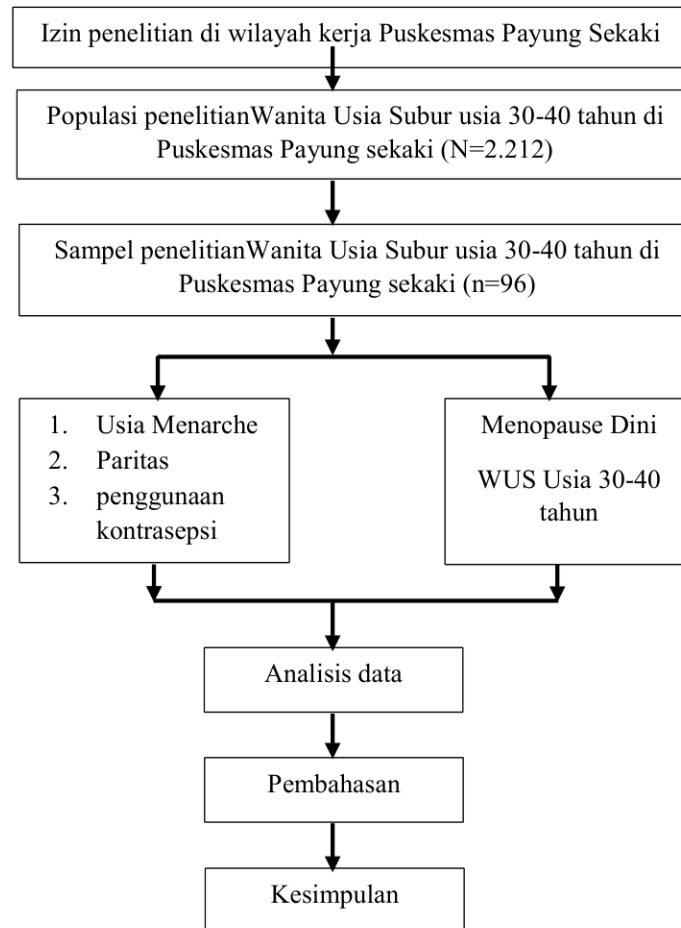 Izin penelitian di wilayah kerja Puskesmas Payung Sekaki
Populasi penelitianWanita Usia Subur usia 30-40 tahun di
Puskesmas Payung sekaki (N=2.212)
Sampel penelitianWanita Usia Subur usia 30-40 tahun di
Puskesmas Payung sekaki (n=96)
1. Usia Menarche
2. Paritas
3. penggunaan
kontrasepsi
Menopause Dini
WUS Usia 30-40
tahun
Analisis data
Pembahasan
Kesimpulan